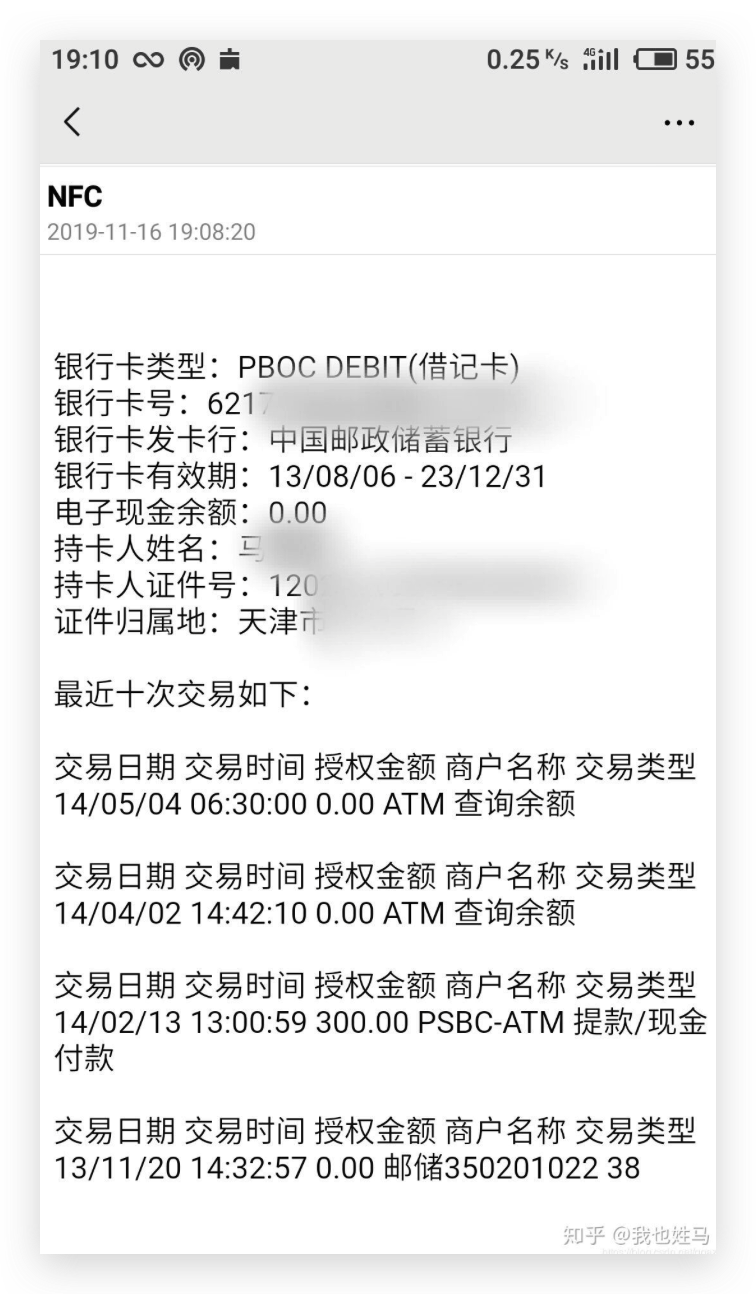 19:10 0.25 K/s 4G 55
NFC
2019-11-16 19:08:20
银行卡类型：PBOC DEBIT(借记卡)
银行卡号：6217
银行卡发卡行：中国邮政储蓄银行
银行卡有效期：13/08/06 - 23/12/31
电子现金余额：0.00
持卡人姓名：马
持卡人证件号：120
证件归属地：天津市
最近十次交易如下：
交易日期 交易时间 授权金额 商户名称 交易类型
14/05/04 06:30:00 0.00 ATM 查询余额
交易日期 交易时间 授权金额 商户名称 交易类型
14/04/02 14:42:10 0.00 ATM 查询余额
交易日期 交易时间 授权金额 商户名称 交易类型
14/02/13 13:00:59 300.00 PSBC-ATM 提款/现金
付款
交易日期 交易时间 授权金额 商户名称 交易类型
13/11/20 14:32:57 0.00 邮储350201022 38
知乎 @我也姓马